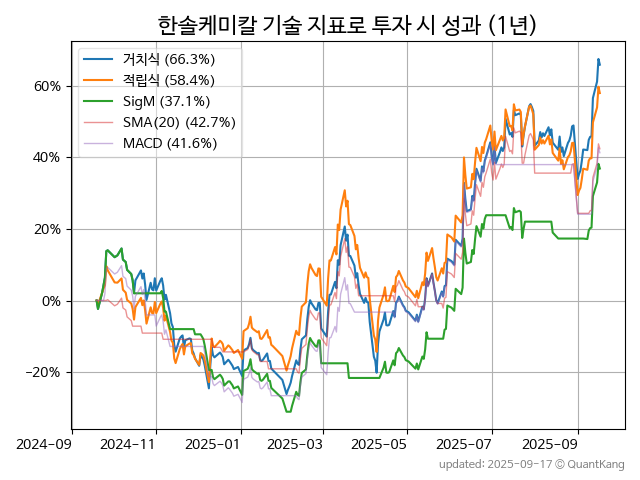 한솔케미칼 기술 지표로 투자 시 성과 (1년)
거치식 (66.3%)
적립식 (58.4%)
SigM (37.1%)
SMA(20) (42.7%)
MACD (41.6%)
60%
40%
20%
0%
−20%
2024-09
2024-11
2025-01
2025-03
2025-05
2025-07
2025-09
updated: 2025-09-17 © QuantKang